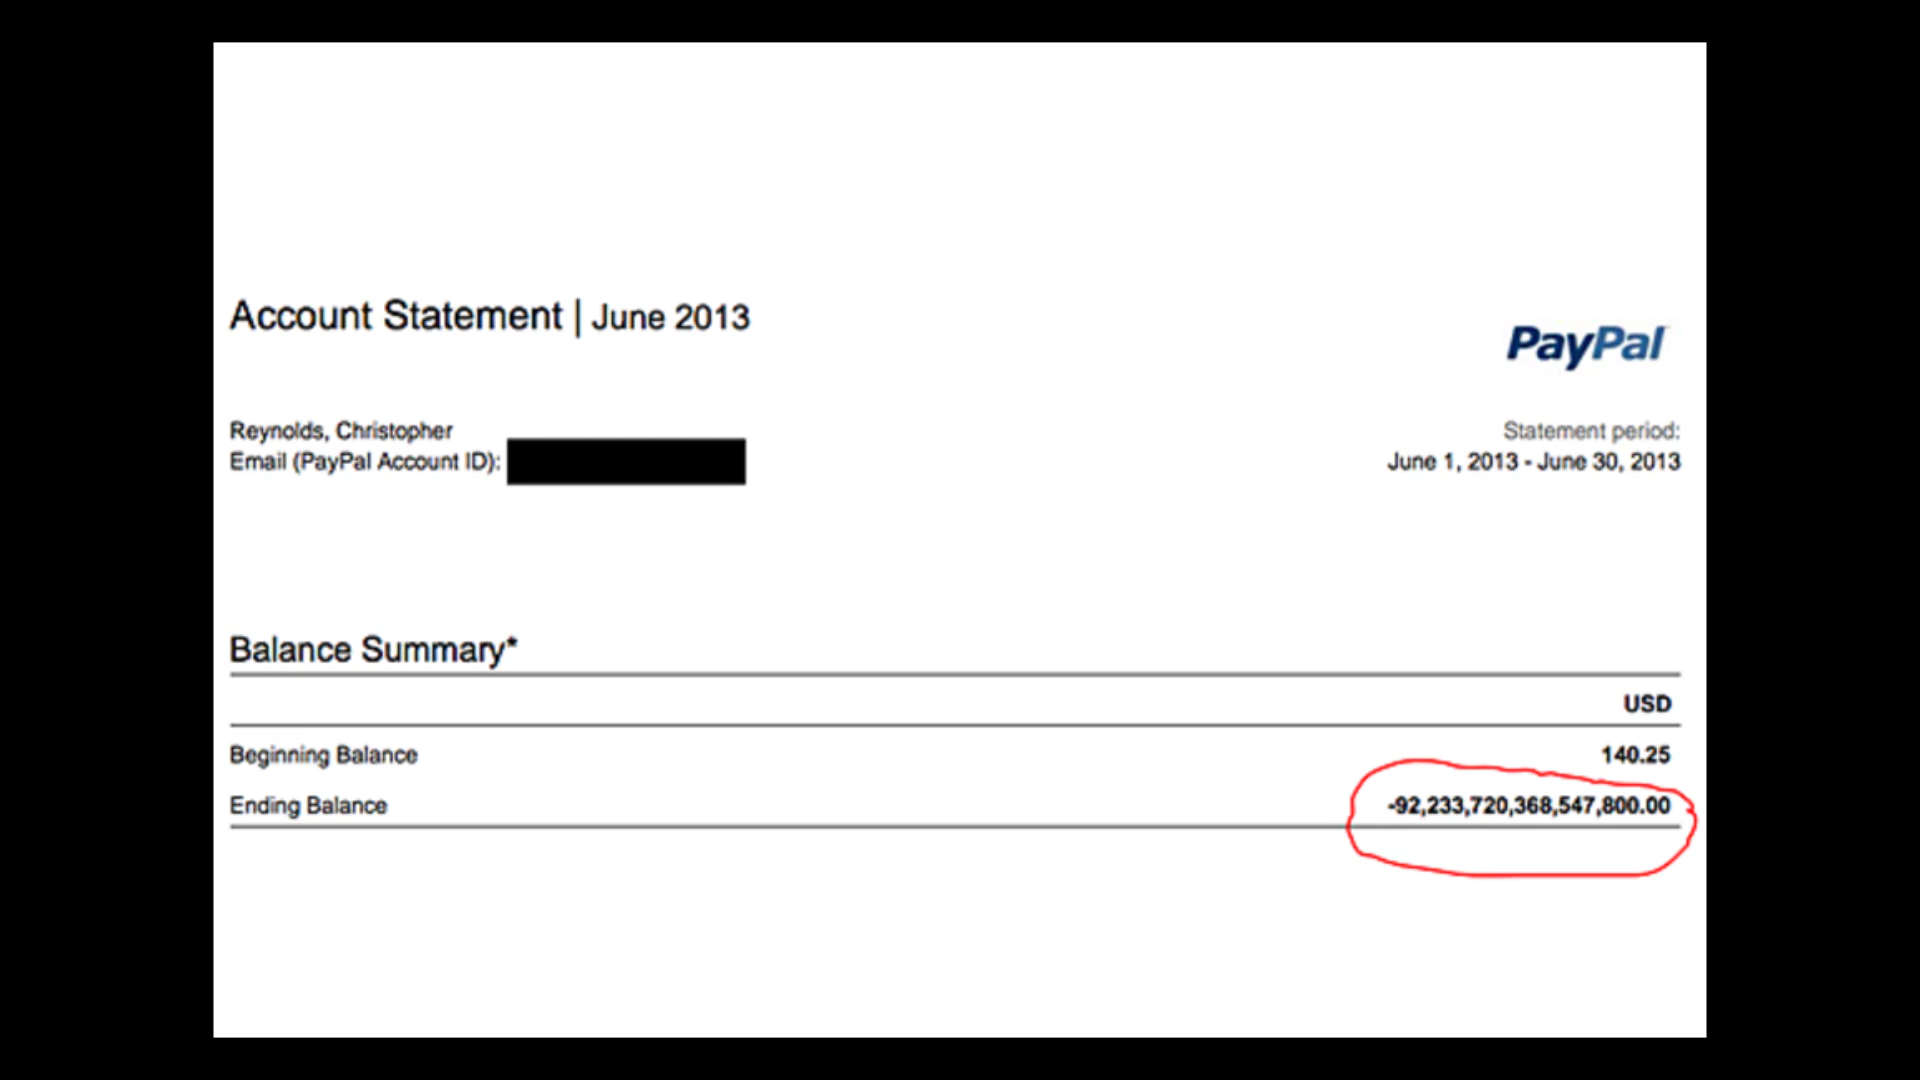 Account Statement | June 2013
PayPal
Reynolds, Christopher
Email (PayPal Account ID):
Statement period:
June 1, 2013 - June 30, 2013
Balance Summary*
USD
Beginning Balance 140.25
Ending Balance -92,233,720,368,547,800.00